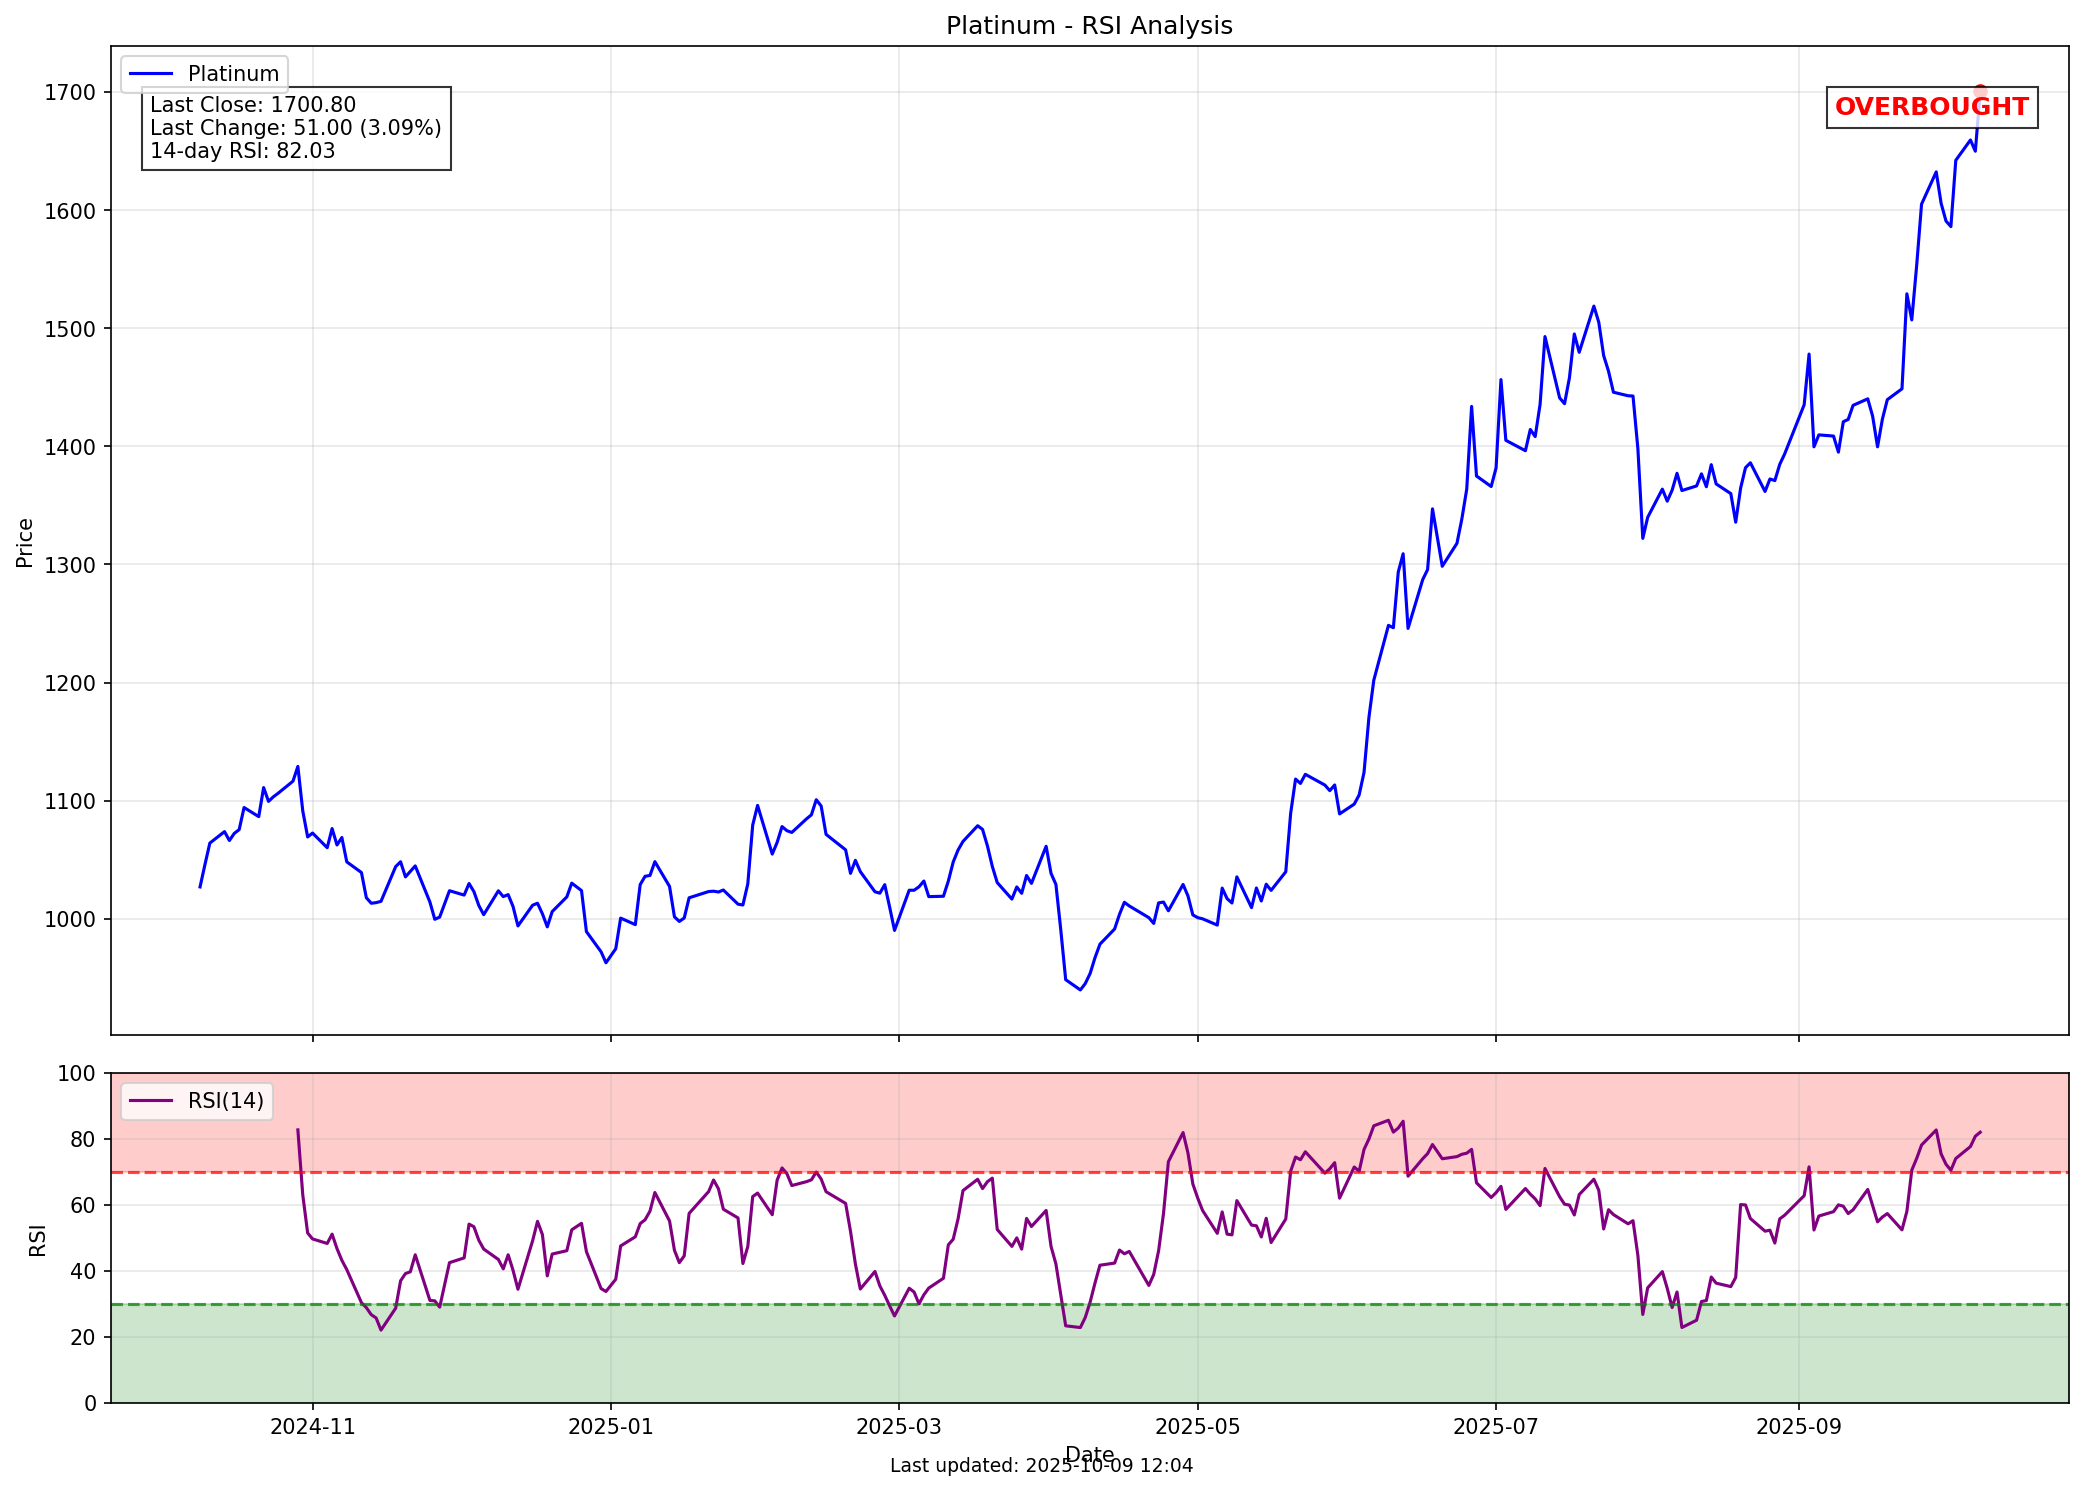 Platinum - RSI Analysis
Platinum
Last Close: 1700.80
Last Change: 51.00 (3.09%)
14-day RSI: 82.03
OVERBOUGHT
1700
1600
1500
1400
1300
1200
1100
1000
Price
RSI(14)
100
80
60
40
20
0
RSI
2024-11
2025-01
2025-03
2025-05
2025-07
2025-09
Date
Last updated: 2025-10-09 12:04